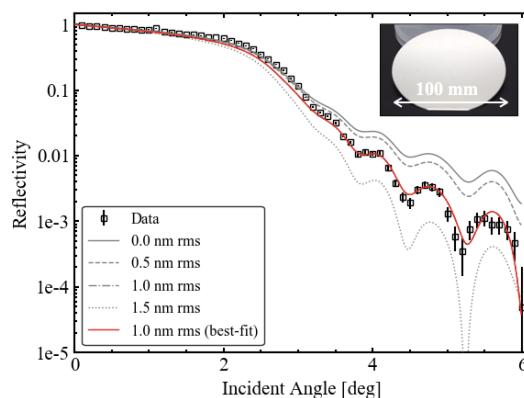 1
0.1
0.01
1e-3
1e-4
1e-5
Reflectivity
100 mm
Data
0.0 nm rms
0.5 nm rms
1.0 nm rms
1.5 nm rms
1.0 nm rms (best-fit)
0 2 4 6
Incident Angle [deg]